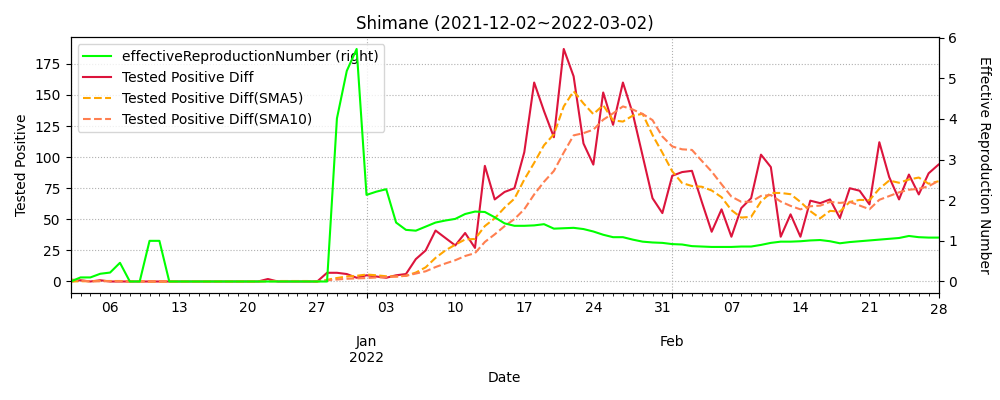 Shimane (2021-12-02~2022-03-02)
effectiveReproductionNumber (right)
Tested Positive Diff
Tested Positive Diff(SMA5)
Tested Positive Diff(SMA10)
Tested Positive
175
150
125
100
75
50
25
0
6
5
4
3
2
1
0
Effective Reproduction Number
06 13 20 27 03 10 17 24 31 07 14 21 28
Jan Feb
2022
Date